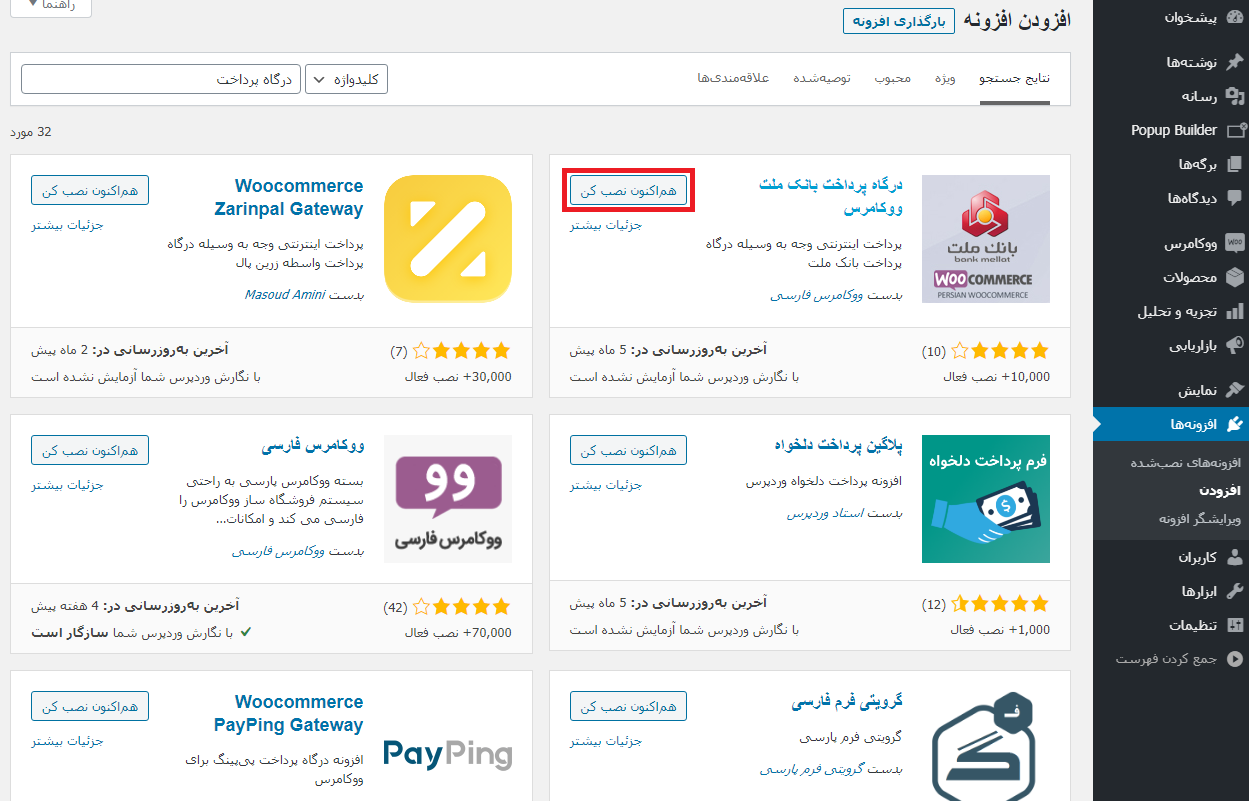 راهنما
افزودن افزونه
بارگذاری افزونه
نتایج جستجو
ویژه
محبوب
توصیه‌شده
علاقه‌مندی‌ها
کلیدواژه
درگاه پرداخت
32 مورد
درگاه پرداخت بانک ملت
ووکامرس
هم‌اکنون نصب کن
جزئیات بیشتر
پرداخت اینترنتی وجه به وسیله درگاه
پرداخت بانک ملت
بدست ووکامرس فارسی
بانک ملت
bank mellat
WOOCOMMERCE
PERSIAN WOOCOMMERCE
(10)
آخرین به‌روزرسانی در: 5 ماه پیش
10,000+ نصب فعال
با نگارش وردپرس شما آزمایش نشده است
Woocommerce
Zarinpal Gateway
هم‌اکنون نصب کن
جزئیات بیشتر
پرداخت اینترنتی وجه به وسیله درگاه
پرداخت واسطه زرین پال
بدست Masoud Amini
(7)
آخرین به‌روزرسانی در: 2 ماه پیش
30,000+ نصب فعال
با نگارش وردپرس شما آزمایش نشده است
فرم پرداخت دلخواه
پلاگین پرداخت دلخواه
هم‌اکنون نصب کن
جزئیات بیشتر
افزونه پرداخت دلخواه وردپرس
بدست استاد وردپرس
(12)
آخرین به‌روزرسانی در: 5 ماه پیش
1,000+ نصب فعال
با نگارش وردپرس شما آزمایش نشده است
وو
ووکامرس فارسی
ووکامرس فارسی
هم‌اکنون نصب کن
جزئیات بیشتر
بسته ووکامرس پارسی به راحتی
سیستم فروشگاه ساز ووکامرس را
فارسی می کند و امکانات...
بدست ووکامرس فارسی
(42)
آخرین به‌روزرسانی در: 4 هفته پیش
70,000+ نصب فعال
با نگارش وردپرس شما سازگار است
ف
گرویتی فرم فارسی
هم‌اکنون نصب کن
جزئیات بیشتر
گرویتی فرم پارسی
بدست گرویتی فرم پارسی
PayPing
Woocommerce
PayPing Gateway
هم‌اکنون نصب کن
جزئیات بیشتر
افزونه درگاه پرداخت پی‌پینگ برای
ووکامرس
پیشخوان
نوشته‌ها
رسانه
Popup Builder
برگه‌ها
دیدگاه‌ها
Woo
ووکامرس
محصولات
تجزیه و تحلیل
بازاریابی
نمایش
افزونه‌ها
افزونه‌های نصب‌شده
افزودن
ویرایشگر افزونه
کاربران
ابزارها
تنظیمات
جمع کردن فهرست